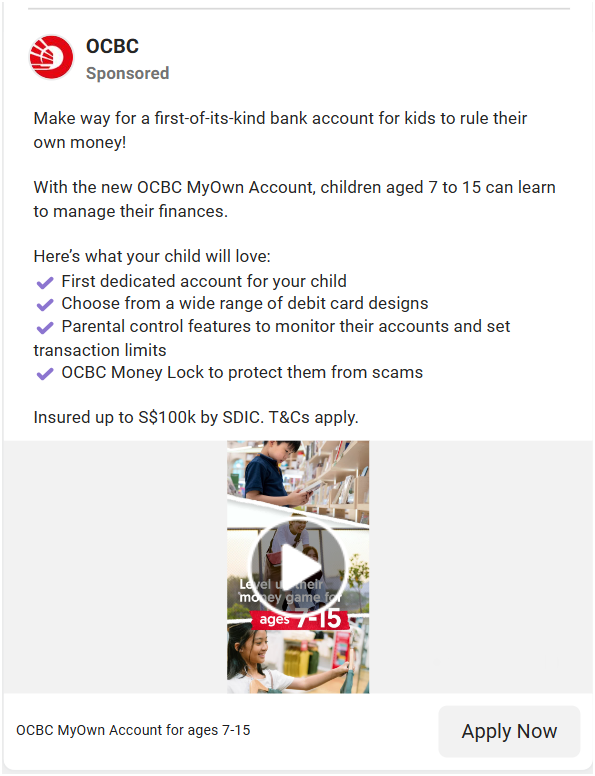 OCBC
Sponsored
Make way for a first-of-its-kind bank account for kids to rule their
own money!
With the new OCBC MyOwn Account, children aged 7 to 15 can learn
to manage their finances.
Here’s what your child will love:
✔ First dedicated account for your child
✔ Choose from a wide range of debit card designs
✔ Parental control features to monitor their accounts and set
transaction limits
✔ OCBC Money Lock to protect them from scams
Insured up to S$100k by SDIC. T&Cs apply.
Level up their
money game for
ages 7-15
OCBC MyOwn Account for ages 7-15
Apply Now